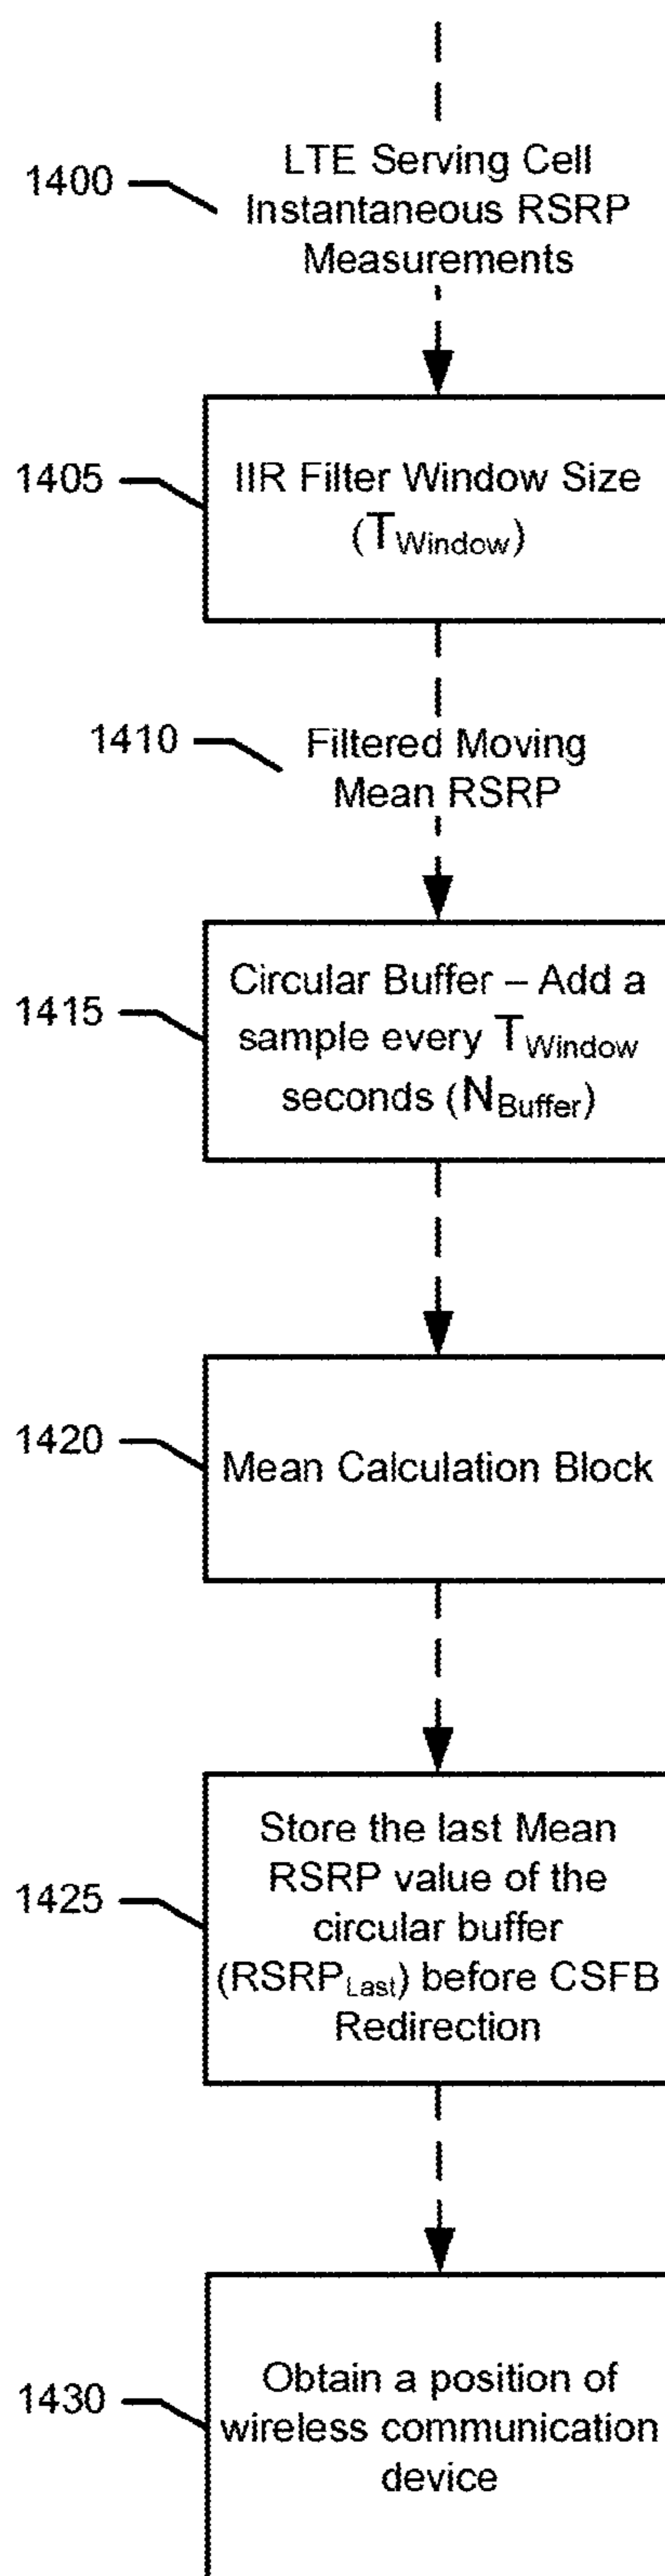 1400
LTE Serving Cell
Instantaneous RSRP
Measurements
1405
IIR Filter Window Size
(TWindow)
1410
Filtered Moving
Mean RSRP
1415
Circular Buffer – Add a
sample every TWindow
seconds (NBuffer)
1420
Mean Calculation Block
1425
Store the last Mean
RSRP value of the
circular buffer
(RSRPLast) before CSFB
Redirection
1430
Obtain a position of
wireless communication
device